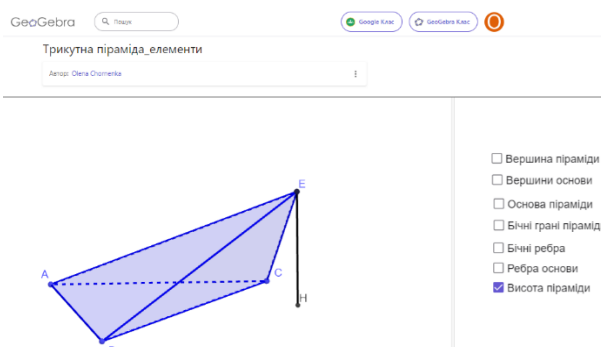 GeoGebra
Пошук
Google Клас
GeoGebra Клас
O
Трикутна піраміда_елементи
Автор: Olena Chornenka
E
Вершина піраміди
Вершини основи
Основа піраміди
Бічні грані пірамід
A
C
Бічні ребра
Ребра основи
H
Висота піраміди